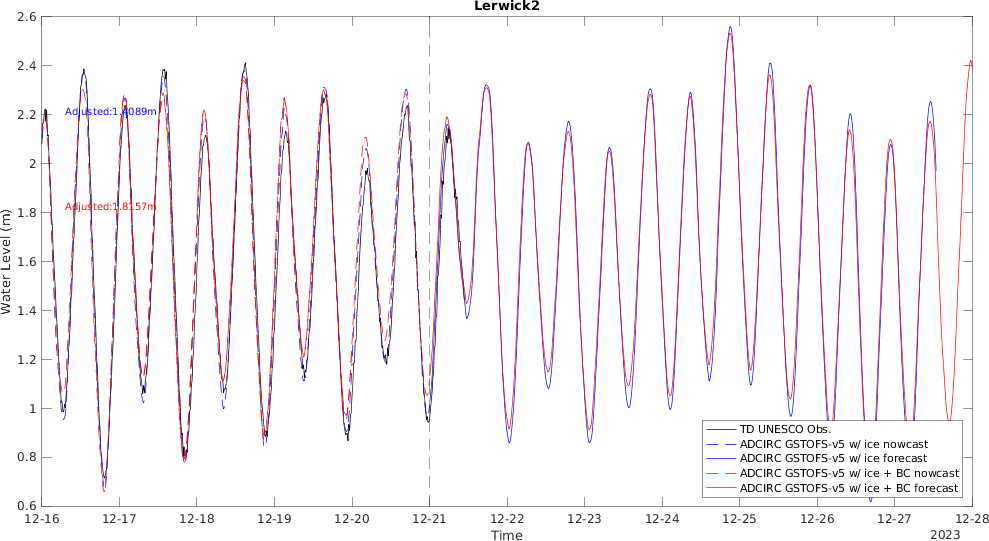 Lerwick2
2.6
2.4
2.2
2
1.8
1.6
1.4
1.2
1
0.8
0.6
Water Level (m)
Adjusted:1.4089m
Adjusted:1.8157m
TD UNESCO Obs.
ADCIRC GSTOFS-v5 w/ ice nowcast
ADCIRC GSTOFS-v5 w/ ice forecast
ADCIRC GSTOFS-v5 w/ ice + BC nowcast
ADCIRC GSTOFS-v5 w/ ice + BC forecast
12-16 12-17 12-18 12-19 12-20 12-21 12-22 12-23 12-24 12-25 12-26 12-27 12-28
Time
2023